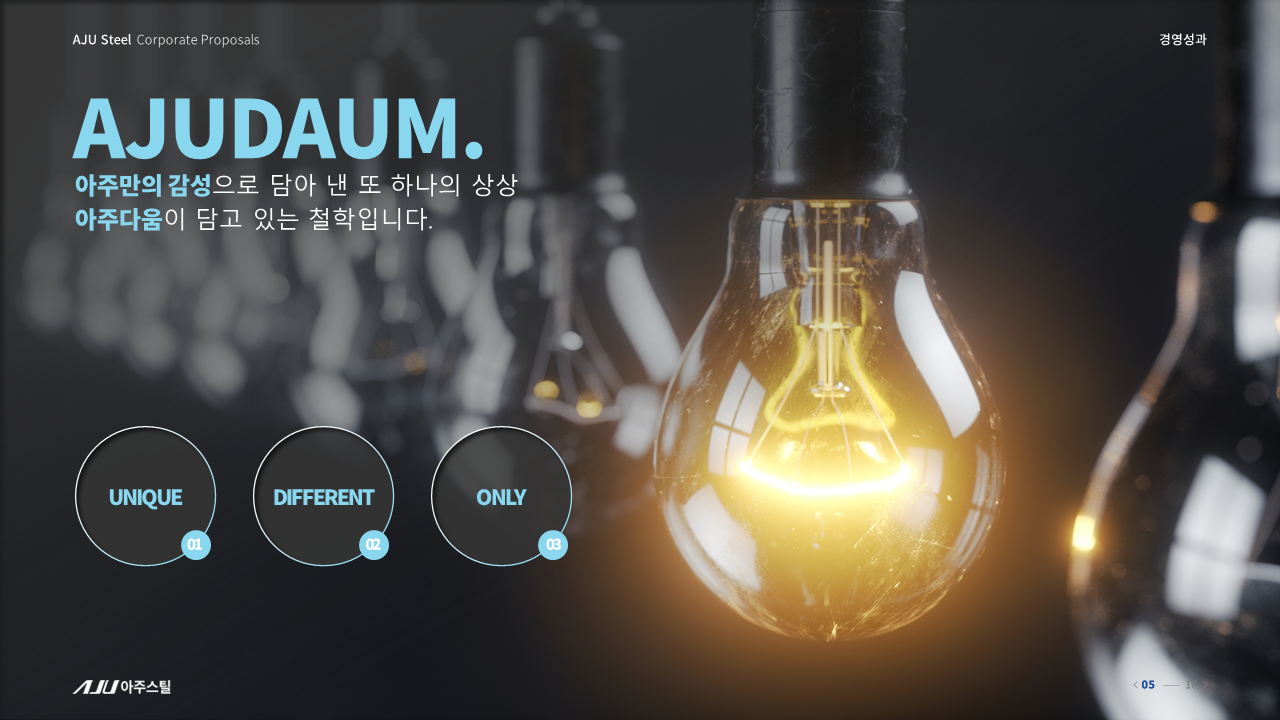 AJU Steel Corporate Proposals
경영성과
AJUDAUM.
아주만의 감성으로 담아 낸 또 하나의 상상
아주다움이 담고 있는 철학입니다.
UNIQUE
01
DIFFERENT
02
ONLY
03
AJU 아주스틸
05